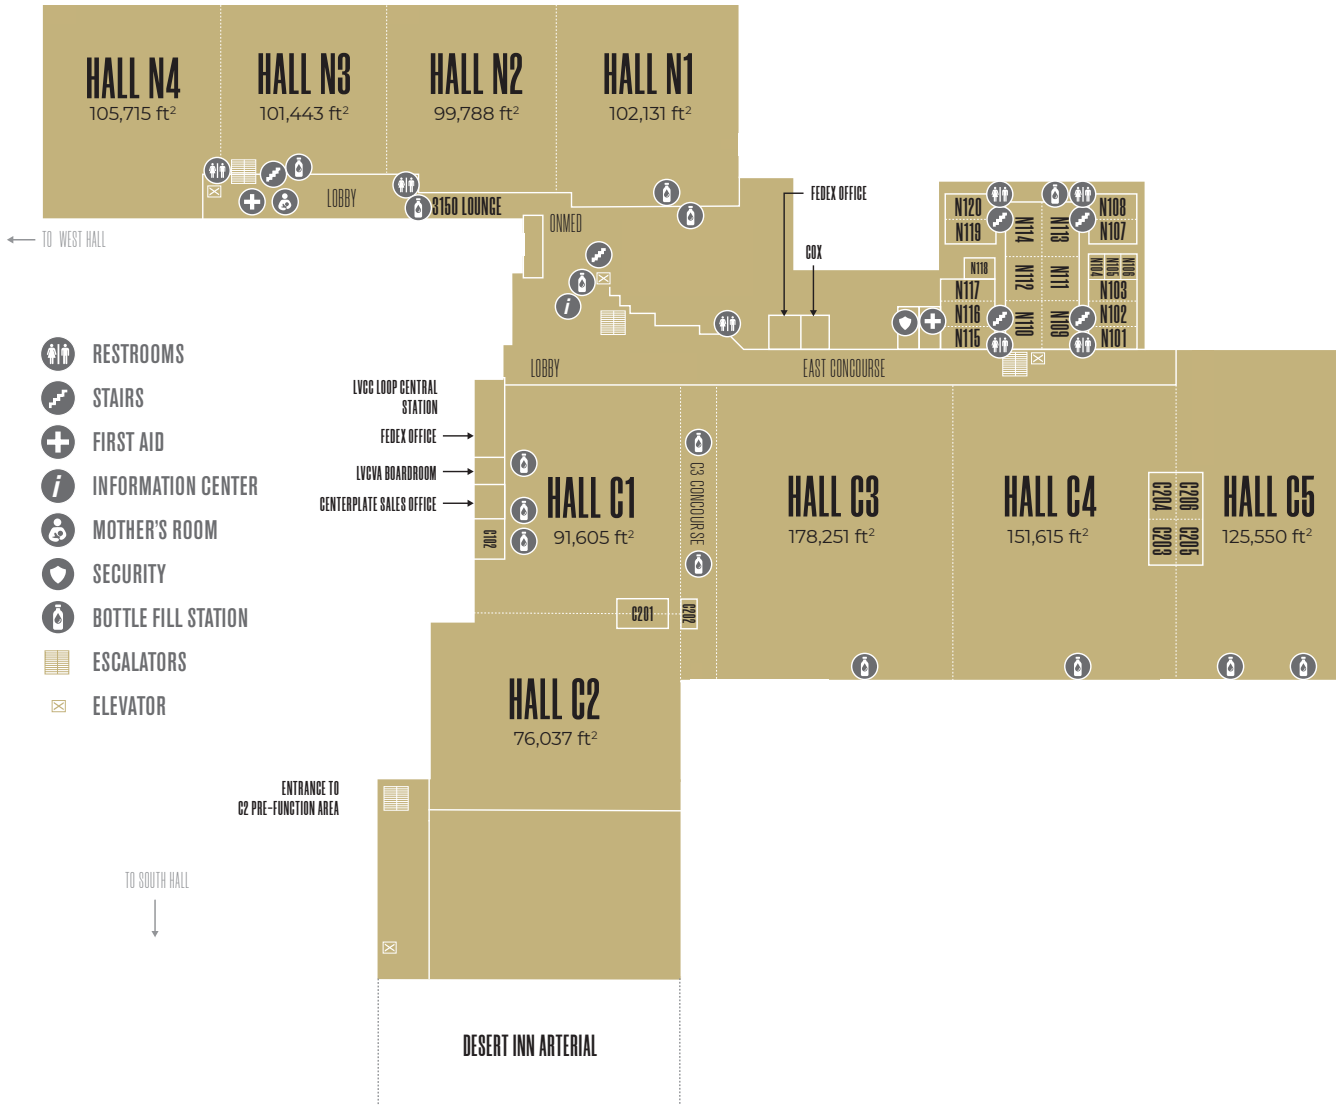 HALL N4
105,715 ft²
HALL N3
101,443 ft²
HALL N2
99,788 ft²
HALL N1
102,131 ft²
LOBBY
3150 LOUNGE
ONMED
FEDEX OFFICE
COX
N120
N119
N118
N117
N116
N115
N114
N113
N112
N111
N110
N109
N108
N107
N104
N105
N106
N103
N102
N101
TO WEST HALL
RESTROOMS
STAIRS
FIRST AID
INFORMATION CENTER
MOTHER'S ROOM
SECURITY
BOTTLE FILL STATION
ESCALATORS
ELEVATOR
LOBBY
EAST CONCOURSE
LVCC LOOP CENTRAL
STATION
FEDEX OFFICE
LVCVA BOARDROOM
CENTERPLATE SALES OFFICE
C102
HALL C1
91,605 ft²
C3 CONCOURSE
HALL C3
178,251 ft²
HALL C4
151,615 ft²
C204
C206
C203
C205
HALL C5
125,550 ft²
C201
C202
HALL C2
76,037 ft²
ENTRANCE TO
C2 PRE-FUNCTION AREA
TO SOUTH HALL
DESERT INN ARTERIAL